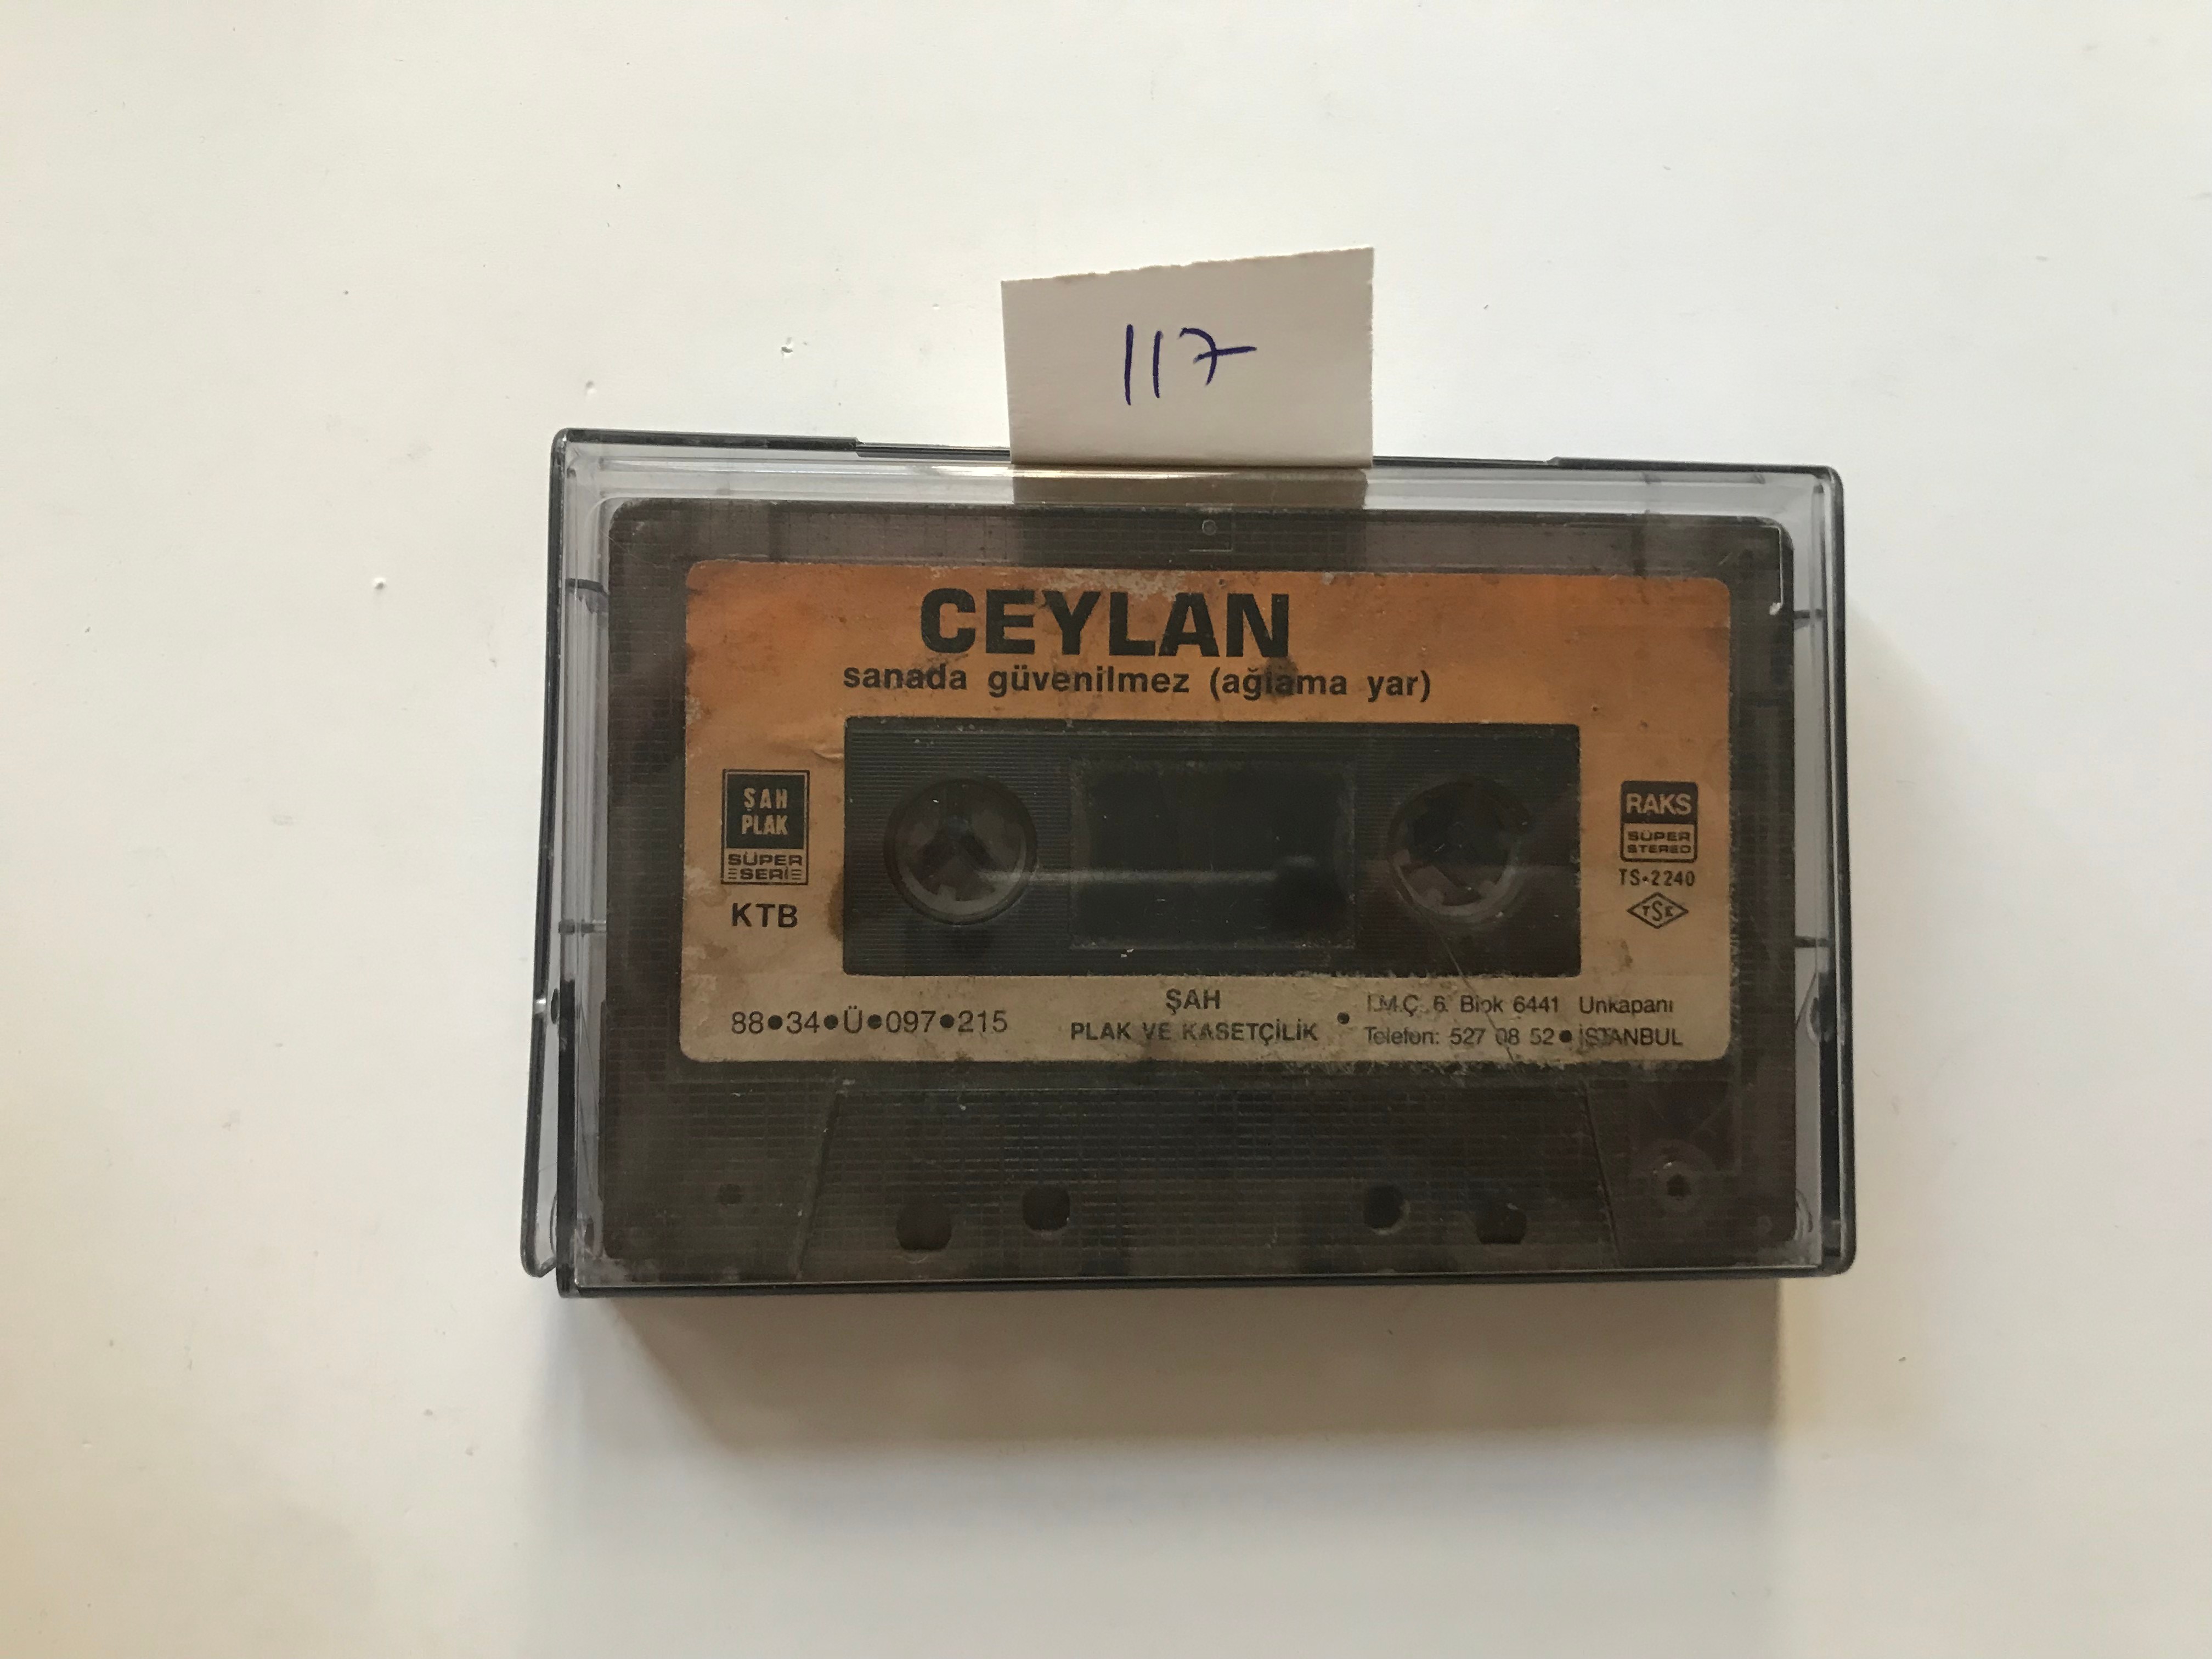 117
CEYLAN
sanada güvenilmez (ağlama yar)
ŞAH
PLAK
SÜPER
SERİ
KTB
RAKS
SÜPER
STEREO
TS-2240
TSE
88•34•Ü•097•215
ŞAH
PLAK VE KASETÇİLİK •
İ.M.Ç. 6. Blok 6441 Unkapanı
Telefon: 527 08 52 • İSTANBUL